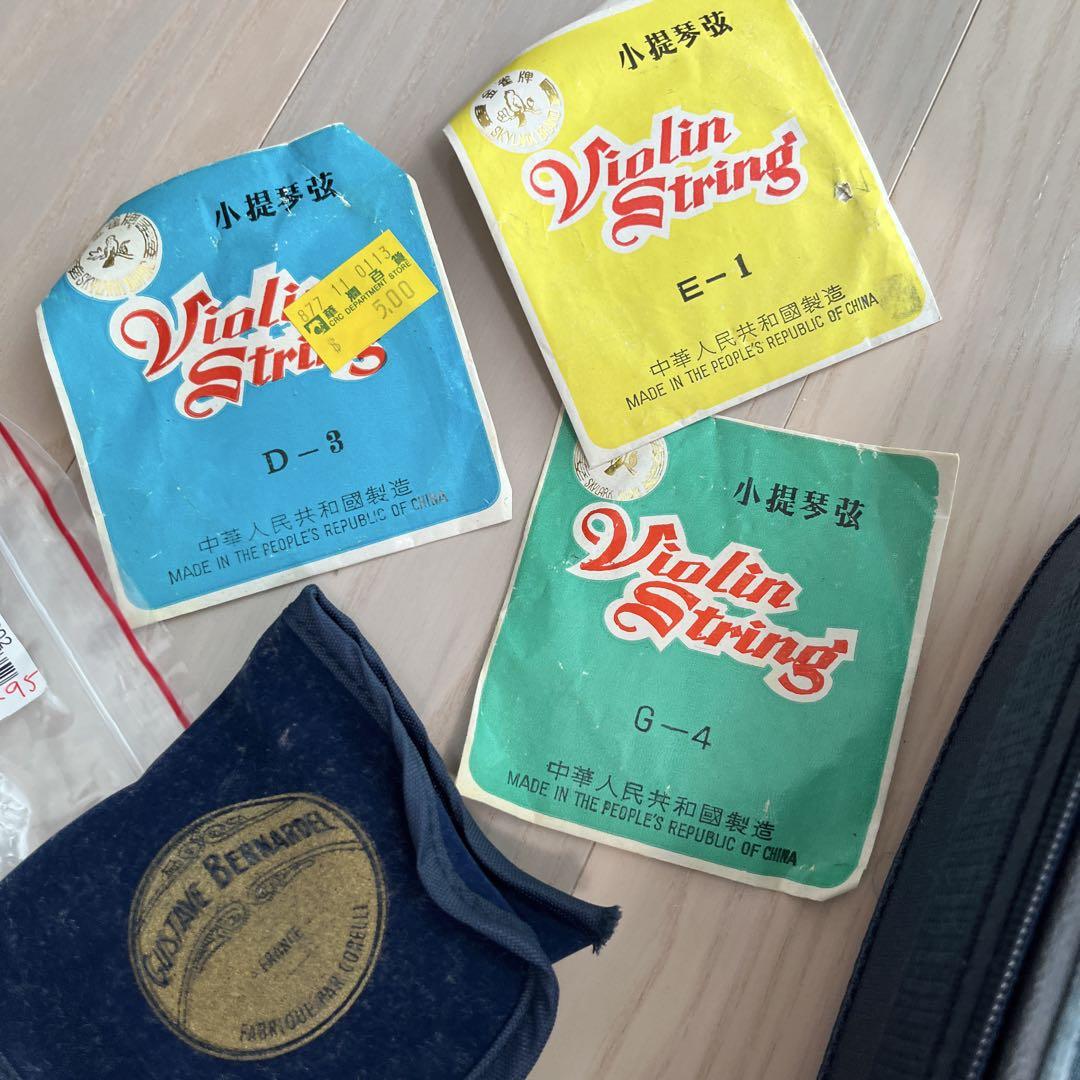 小提琴弦
Violin
String
E-1
中華人民共和國製造
MADE IN THE PEOPLE'S REPUBLIC OF CHINA
小提琴弦
Violin
String
877 11 0113
華潤百貨
CRC DEPARTMENT STORE
$ 5.00
D-3
中華人民共和國製造
MADE IN THE PEOPLE'S REPUBLIC OF CHINA
SKYLARK
小提琴弦
Violin
String
G-4
中華人民共和國製造
MADE IN THE PEOPLE'S REPUBLIC OF CHINA
GUSTAVE BERNARDEL
FRANCE
FABRIQUE PAR CORELLI
95